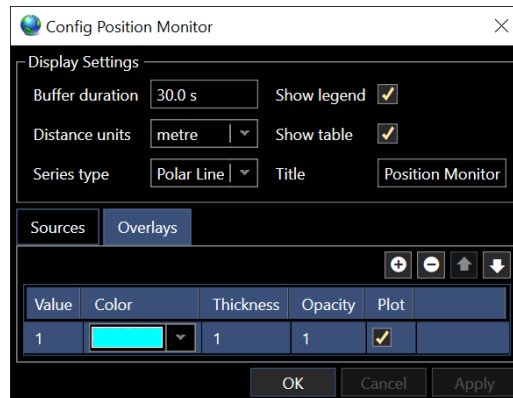 Config Position Monitor
Display Settings
Buffer duration 30.0 s Show legend
Distance units metre Show table
Series type Polar Line Title Position Monitor
Sources Overlays
Value Color Thickness Opacity Plot
1 1 1
OK Cancel Apply